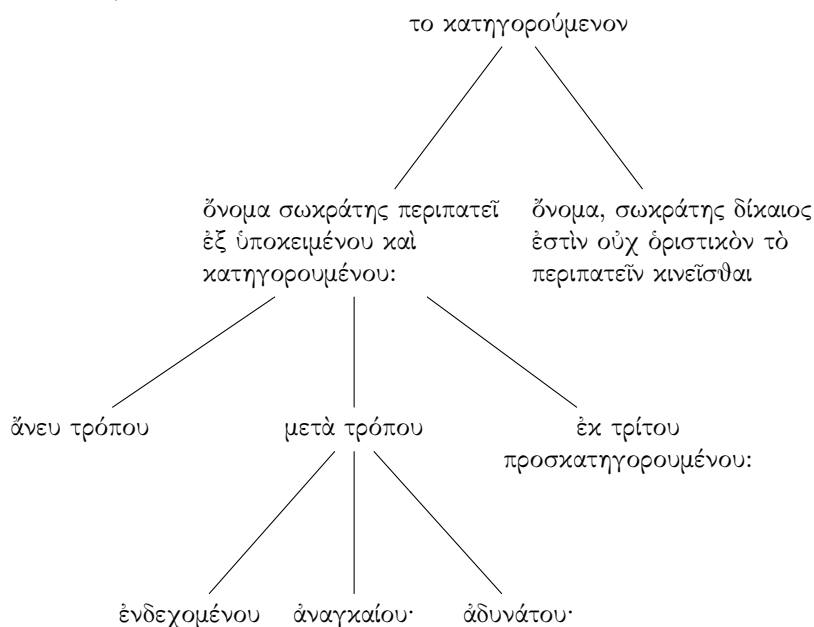 το κατηγορούμενον
ὄνομα σωκράτης περιπατεῖ
ἐξ ὑποκειμένου καὶ
κατηγορουμένου:
ὄνομα, σωκράτης δίκαιος
ἐστὶν οὐχ ὁριστικὸν τὸ
περιπατεῖν κινεῖσθαι
ἄνευ τρόπου
μετὰ τρόπου
ἐκ τρίτου
προσκατηγορουμένου:
ἐνδεχομένου
ἀναγκαίου·
ἀδυνάτου·